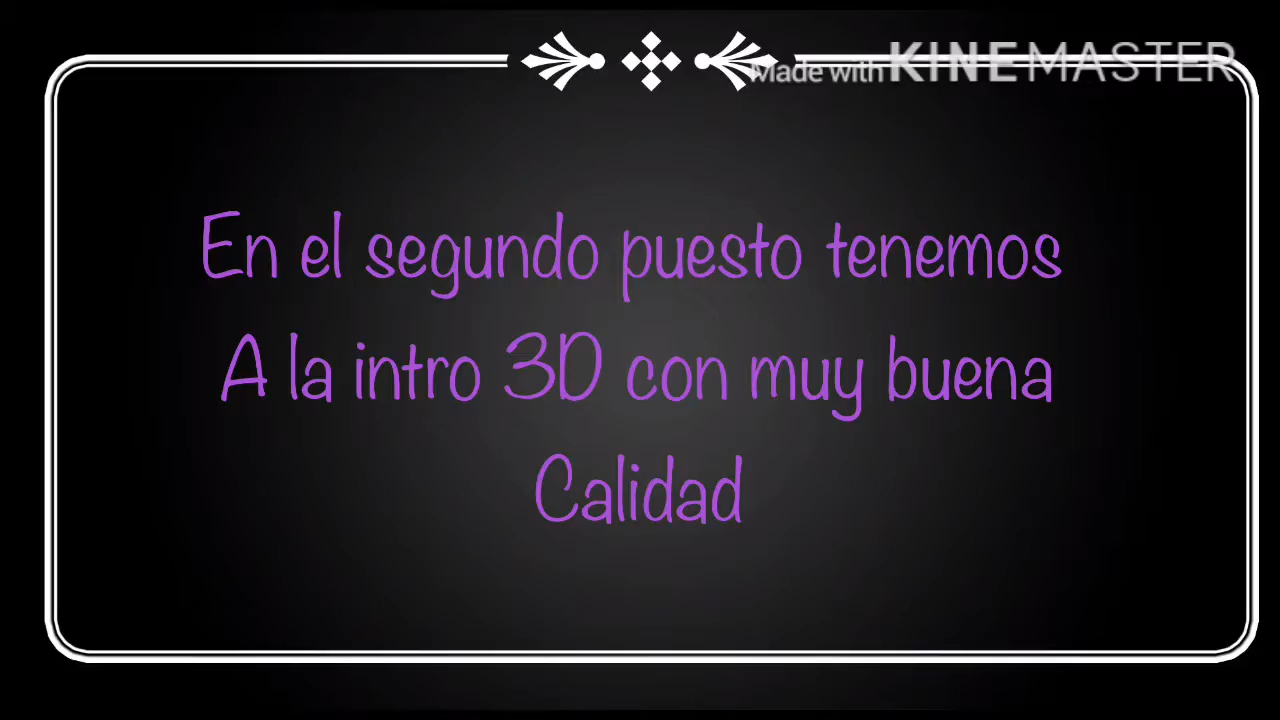 Made with KINEMASTER
En el segundo puesto tenemos
A la intro 3D con muy buena
Calidad